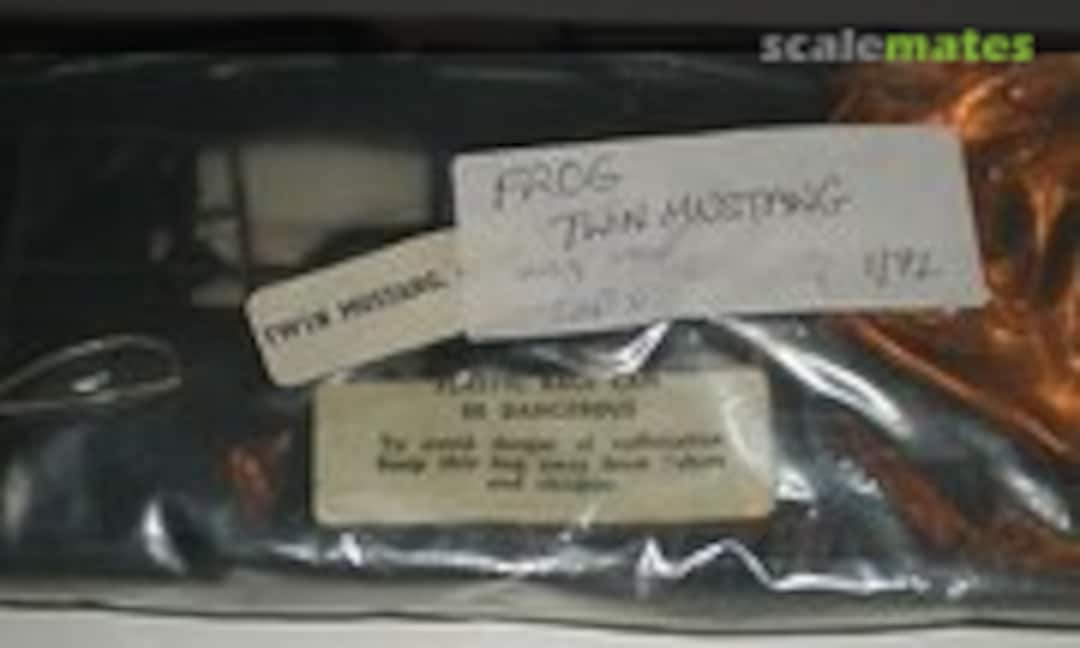 scalemates
FROG
TWIN MUSTANG
1/72
TWIN MUSTANG
PLASTIC BAGS CAN
BE DANGEROUS
To avoid danger of suffocation
keep this bag away from babies
and children